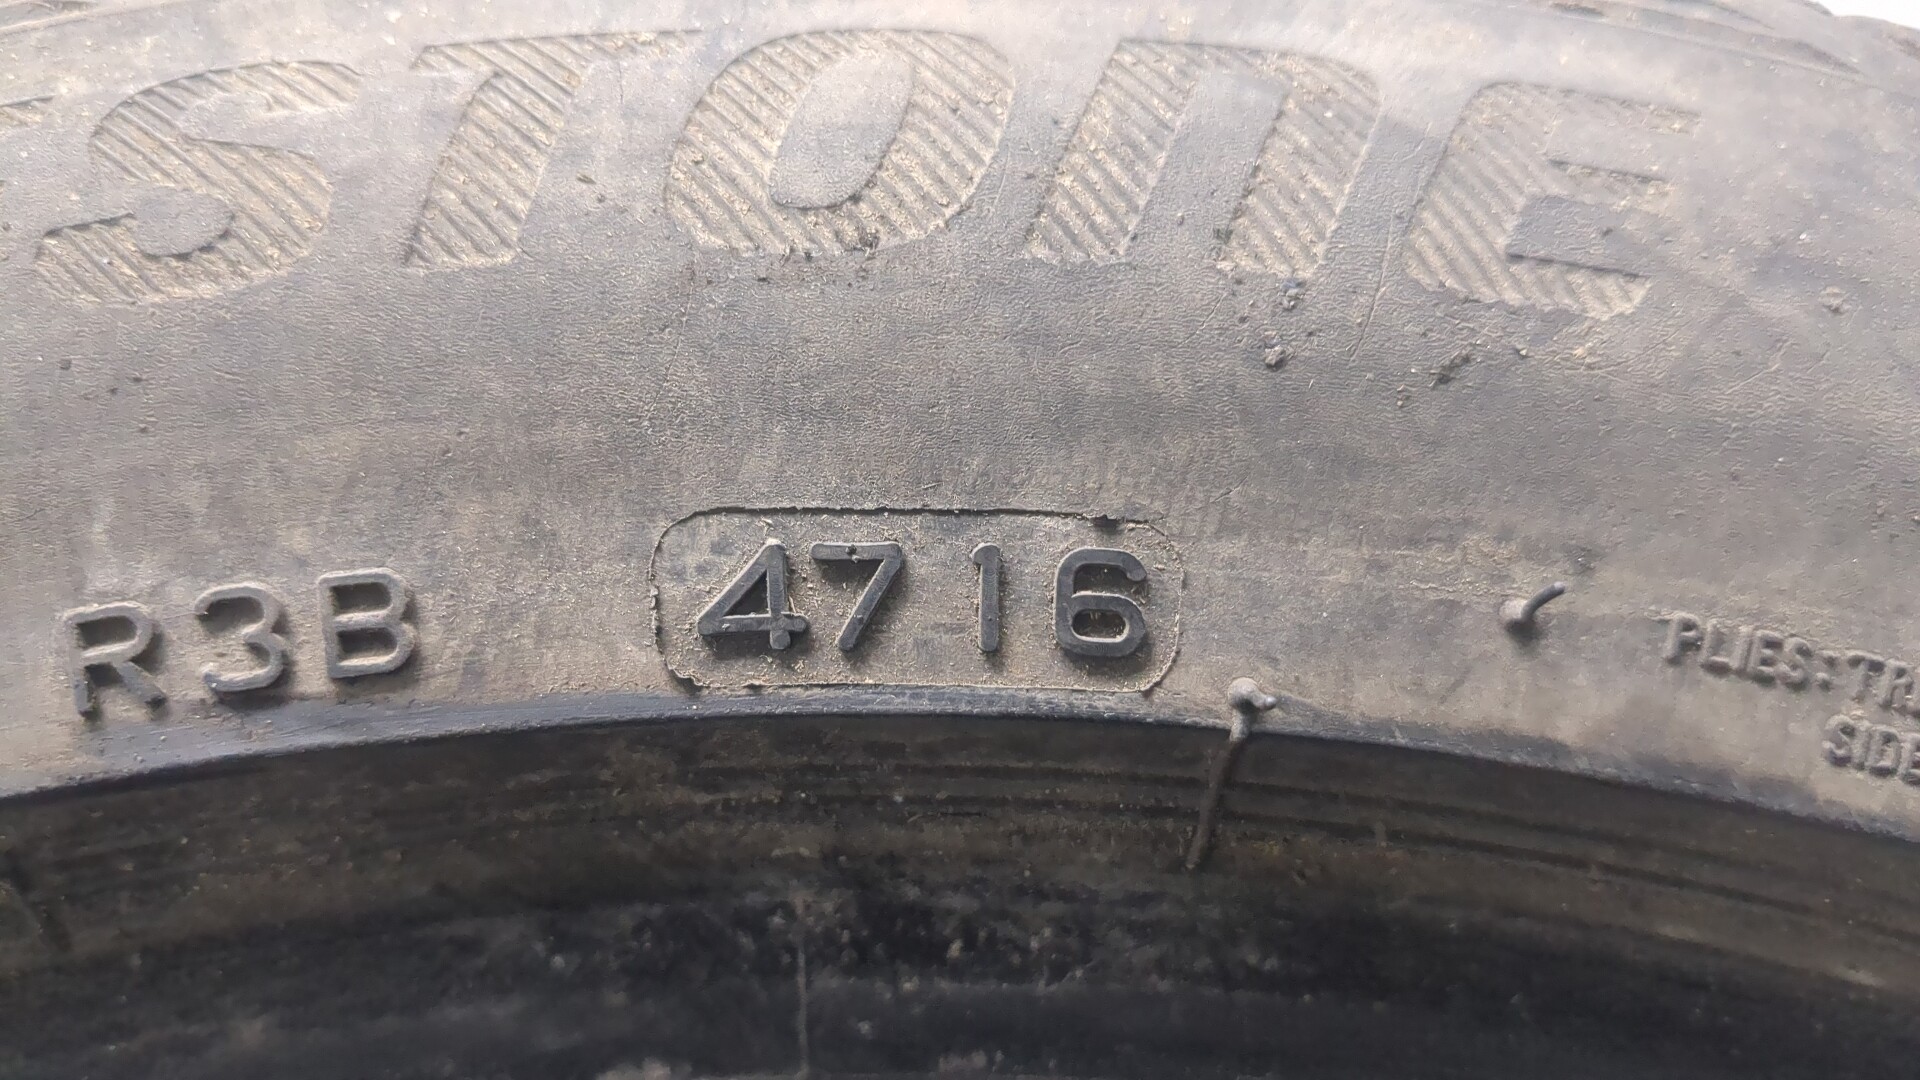 STONE
R3B 4716
PLIES: TR
SIDE